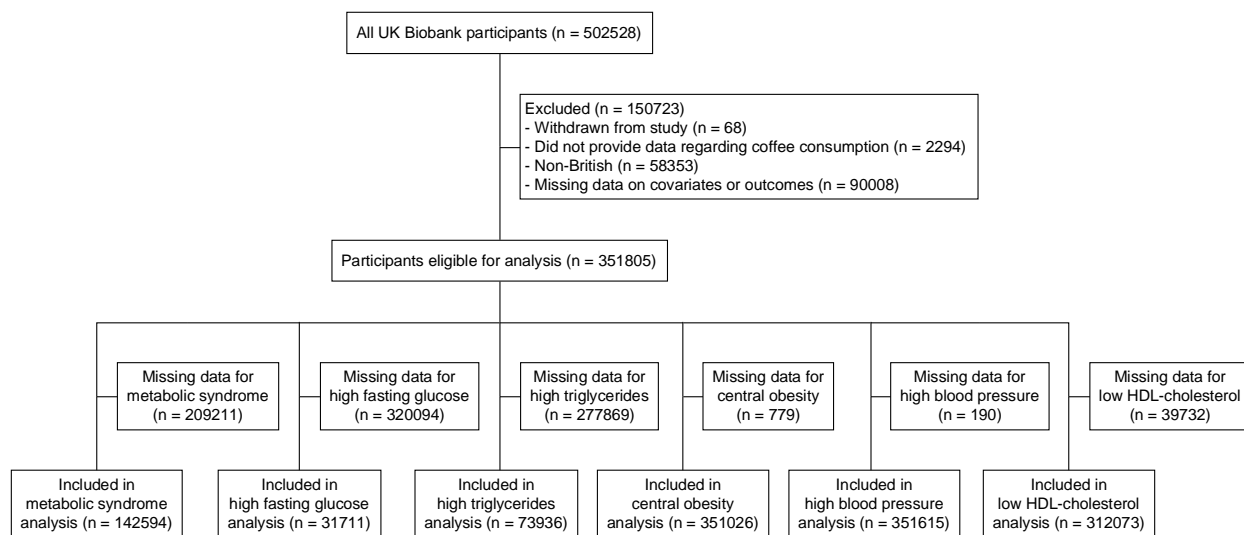 All UK Biobank participants (n = 502528)
Excluded (n = 150723)
- Withdrawn from study (n = 68)
- Did not provide data regarding coffee consumption (n = 2294)
- Non-British (n = 58353)
- Missing data on covariates or outcomes (n = 90008)
Participants eligible for analysis (n = 351805)
Missing data for
metabolic syndrome
(n = 209211)
Missing data for
high fasting glucose
(n = 320094)
Missing data for
high triglycerides
(n = 277869)
Missing data for
central obesity
(n = 779)
Missing data for
high blood pressure
(n = 190)
Missing data for
low HDL-cholesterol
(n = 39732)
Included in
metabolic syndrome
analysis (n = 142594)
Included in
high fasting glucose
analysis (n = 31711)
Included in
high triglycerides
analysis (n = 73936)
Included in
central obesity
analysis (n = 351026)
Included in
high blood pressure
analysis (n = 351615)
Included in
low HDL-cholesterol
analysis (n = 312073)